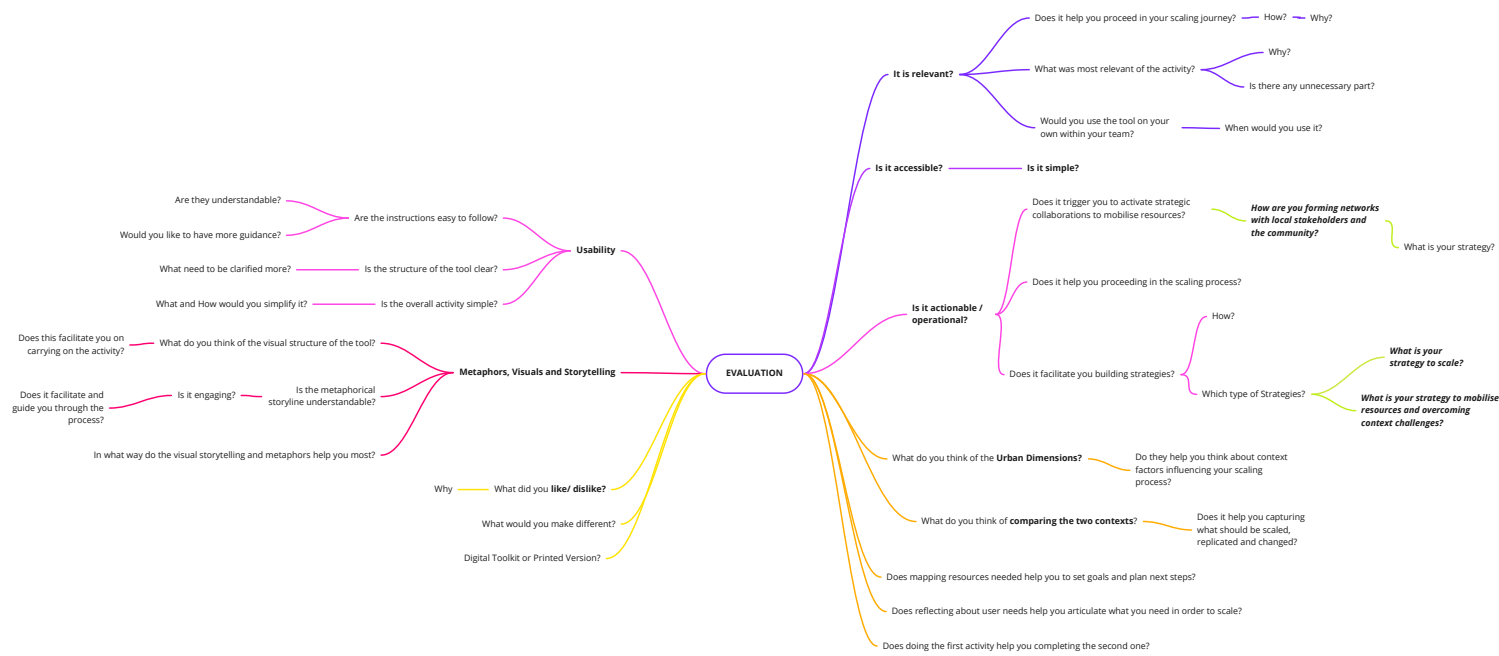 EVALUATION
It is relevant?
Does it help you proceed in your scaling journey?
How?
Why?
What was most relevant of the activity?
Why?
Is there any unnecessary part?
Would you use the tool on your
own within your team?
When would you use it?
Is it accessible?
Is it simple?
Is it actionable /
operational?
Does it trigger you to activate strategic
collaborations to mobilise resources?
How are you forming networks
with local stakeholders and
the community?
What is your strategy?
Does it help you proceeding in the scaling process?
Does it facilitate you building strategies?
How?
Which type of Strategies?
What is your
strategy to scale?
What is your strategy to mobilise
resources and overcoming
context challenges?
What do you think of the Urban Dimensions?
Do they help you think about context
factors influencing your scaling
process?
What do you think of comparing the two contexts?
Does it help you capturing
what should be scaled,
replicated and changed?
Does mapping resources needed help you to set goals and plan next steps?
Does reflecting about user needs help you articulate what you need in order to scale?
Does doing the first activity help you completing the second one?
Usability
Are the instructions easy to follow?
Are they understandable?
Would you like to have more guidance?
Is the structure of the tool clear?
What need to be clarified more?
Is the overall activity simple?
What and How would you simplify it?
Metaphors, Visuals and Storytelling
What do you think of the visual structure of the tool?
Does this facilitate you on
carrying on the activity?
Is the metaphorical
storyline understandable?
Is it engaging?
Does it facilitate and
guide you through the
process?
In what way do the visual storytelling and metaphors help you most?
What did you like/ dislike?
Why
What would you make different?
Digital Toolkit or Printed Version?